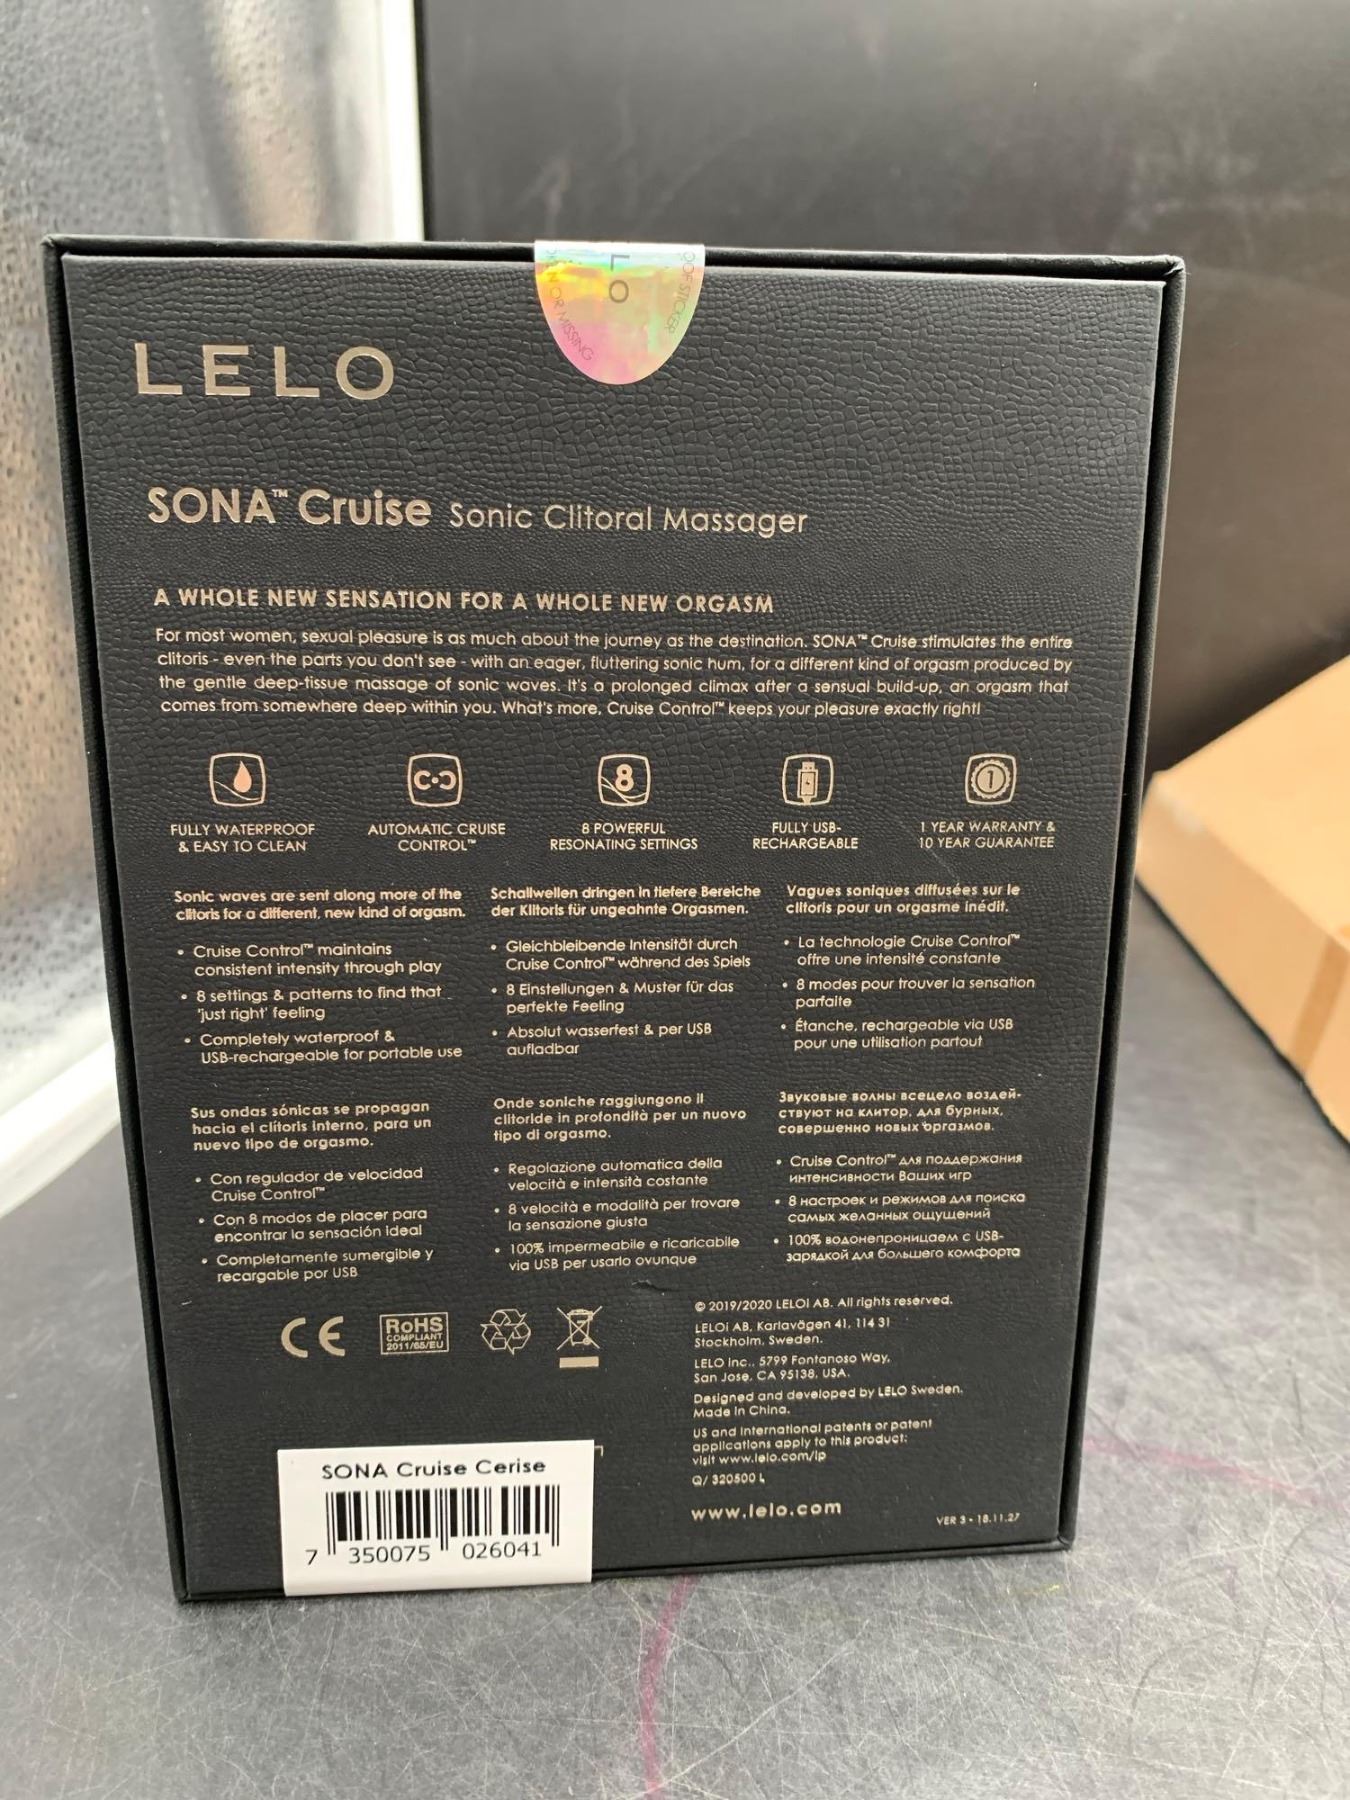 LELO
OOF STICKER
N OR MISSING
LELO
SONA™ Cruise Sonic Clitoral Massager
A WHOLE NEW SENSATION FOR A WHOLE NEW ORGASM
For most women, sexual pleasure is as much about the journey as the destination. SONA™ Cruise stimulates the entire
clitoris - even the parts you don't see - with an eager, fluttering sonic hum, for a different kind of orgasm produced by
the gentle deep-tissue massage of sonic waves. It's a prolonged climax after a sensual build-up, an orgasm that
comes from somewhere deep within you. What's more, Cruise Control™ keeps your pleasure exactly right!
FULLY WATERPROOF
& EASY TO CLEAN
AUTOMATIC CRUISE
CONTROL™
8
8 POWERFUL
RESONATING SETTINGS
FULLY USB-
RECHARGEABLE
1
1 YEAR WARRANTY &
10 YEAR GUARANTEE
Sonic waves are sent along more of the
clitoris for a different, new kind of orgasm.
• Cruise Control™ maintains
consistent intensity through play
• 8 settings & patterns to find that
'just right' feeling
• Completely waterproof &
USB-rechargeable for portable use
Schallwellen dringen in tiefere Bereiche
der Klitoris für ungeahnte Orgasmen.
• Gleichbleibende Intensität durch
Cruise Control™ während des Spiels
• 8 Einstellungen & Muster für das
perfekte Feeling
• Absolut wasserfest & per USB
aufladbar
Vagues soniques diffusées sur le
clitoris pour un orgasme inédit.
• La technologie Cruise Control™
offre une intensité constante
• 8 modes pour trouver la sensation
parfaite
• Étanche, rechargeable via USB
pour une utilisation partout
Sus ondas sónicas se propagan
hacia el clítoris interno, para un
nuevo tipo de orgasmo.
• Con regulador de velocidad
Cruise Control™
• Con 8 modos de placer para
encontrar la sensación ideal
• Completamente sumergible y
recargable por USB
Onde soniche raggiungono il
clitoride in profondità per un nuovo
tipo di orgasmo.
• Regolazione automatica della
velocità e intensità costante
• 8 velocità e modalità per trovare
la sensazione giusta
• 100% impermeabile e ricaricabile
via USB per usarlo ovunque
Звуковые волны всецело воздей-
ствуют на клитор, для бурных,
совершенно новых оргазмов.
• Cruise Control™ для поддержания
интенсивности Ваших игр
• 8 настроек и режимов для поиска
самых желанных ощущений
• 100% водонепроницаем с USB-
зарядкой для большего комфорта
CE
RoHS
COMPLIANT
2011/65/EU
© 2019/2020 LELOi AB. All rights reserved.
LELOi AB, Karlavägen 41, 114 31
Stockholm, Sweden.
LELO Inc., 5799 Fontanoso Way,
San Jose, CA 95138, USA.
Designed and developed by LELO Sweden.
Made in China.
US and International patents or patent
applications apply to this product:
visit www.lelo.com/ip
Q/ 320500 L
www.lelo.com
VER 3 - 18.11.27
SONA Cruise Cerise
7 350075 026041